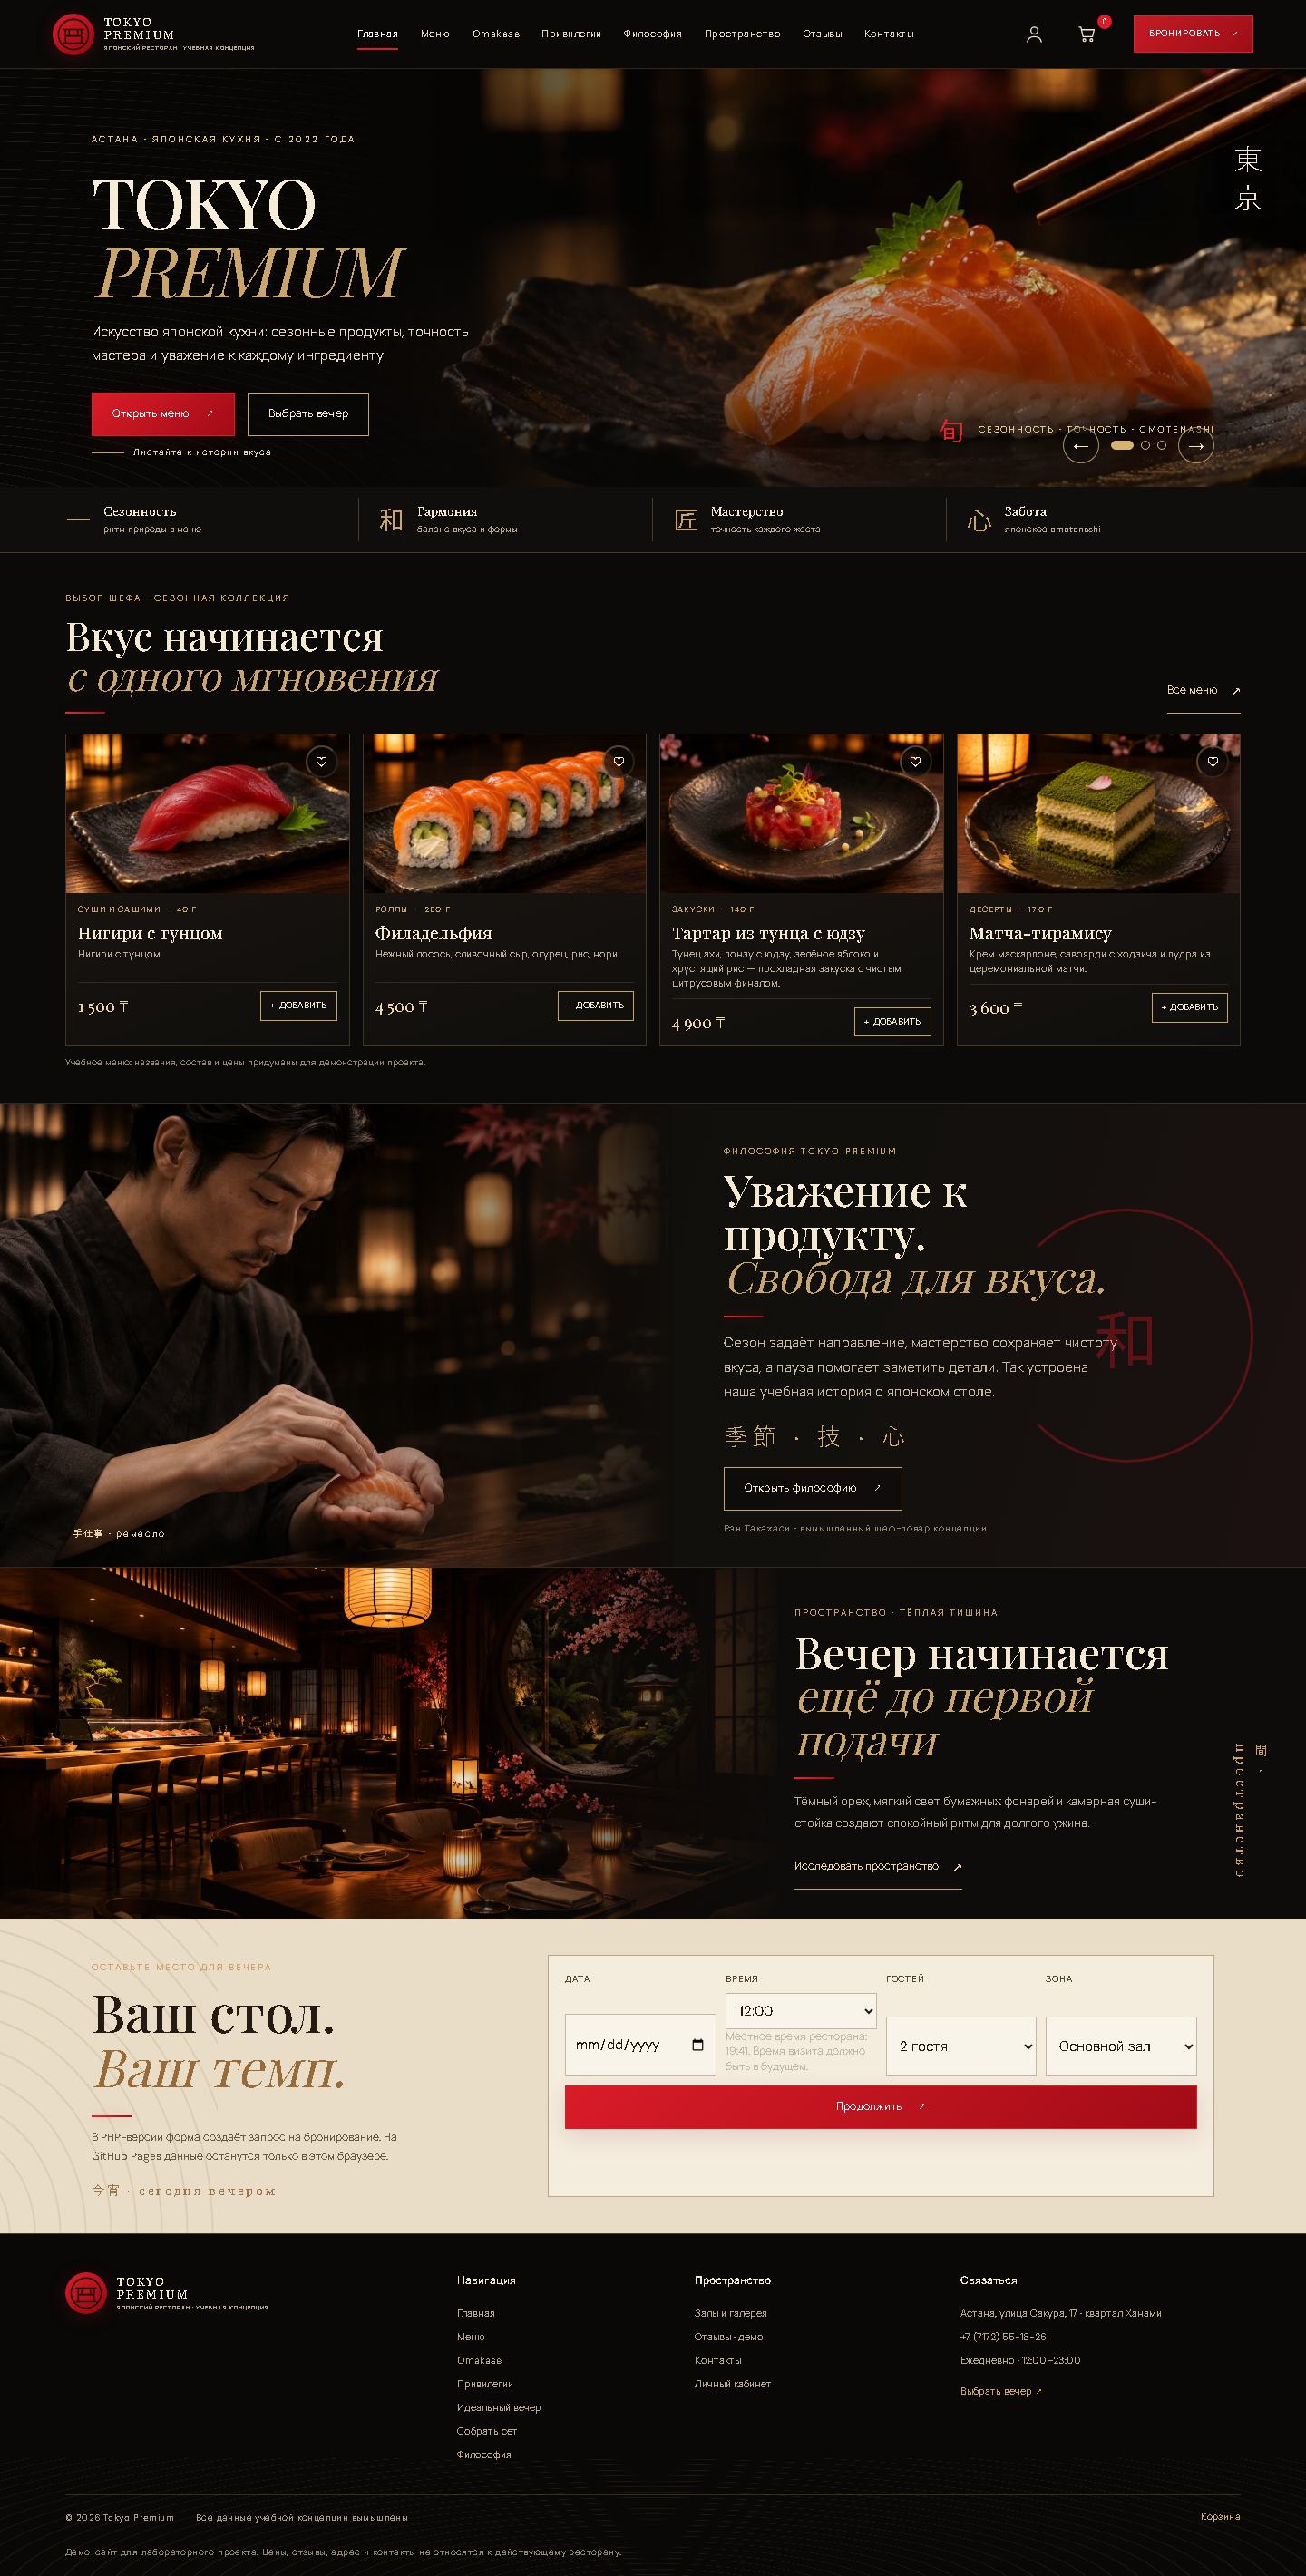 TOKYO
PREMIUM
ЯПОНСКИЙ РЕСТОРАН · УЧЕБНАЯ КОНЦЕПЦИЯ
Главная
Меню
Omakase
Привилегии
Философия
Пространство
Отзывы
Контакты
0
БРОНИРОВАТЬ ↗
АСТАНА · ЯПОНСКАЯ КУХНЯ · С 2022 ГОДА
TOKYO
PREMIUM
Искусство японской кухни: сезонные продукты, точность
мастера и уважение к каждому ингредиенту.
Открыть меню ↗
Выбрать вечер
Листайте к истории вкуса
東
京
旬 СЕЗОННОСТЬ · ТОЧНОСТЬ · OMOTENASHI
← →
一 Сезонность
ритм природы в меню
和 Гармония
баланс вкуса и формы
匠 Мастерство
точность каждого жеста
心 Забота
японское omotenashi
ВЫБОР ШЕФА · СЕЗОННАЯ КОЛЛЕКЦИЯ
Вкус начинается
с одного мгновения
Все меню ↗
СУШИ И САШИМИ · 40 Г
Нигири с тунцом
Нигири с тунцом.
1 500 ₸
+ ДОБАВИТЬ
РОЛЛЫ · 280 Г
Филадельфия
Нежный лосось, сливочный сыр, огурец, рис, нори.
4 500 ₸
+ ДОБАВИТЬ
ЗАКУСКИ · 140 Г
Тартар из тунца с юдзу
Тунец ахи, понзу с юдзу, зелёное яблоко и
хрустящий рис — прохладная закуска с чистым
цитрусовым финалом.
4 900 ₸
+ ДОБАВИТЬ
ДЕСЕРТЫ · 170 Г
Матча-тирамису
Крем маскарпоне, савоярди с ходзича и пудра из
церемониальной матчи.
3 600 ₸
+ ДОБАВИТЬ
Учебное меню: названия, состав и цены придуманы для демонстрации проекта.
手仕事 · ремесло
ФИЛОСОФИЯ TOKYO PREMIUM
Уважение к
продукту.
Свобода для вкуса.
和
Сезон задаёт направление, мастерство сохраняет чистоту
вкуса, а пауза помогает заметить детали. Так устроена
наша учебная история о японском столе.
季節 · 技 · 心
Открыть философию ↗
Рэн Такахаси · вымышленный шеф-повар концепции
ПРОСТРАНСТВО · ТЁПЛАЯ ТИШИНА
Вечер начинается
ещё до первой
подачи
Тёмный орех, мягкий свет бумажных фонарей и камерная суши-
стойка создают спокойный ритм для долгого ужина.
Исследовать пространство ↗
間 ·
пространство
ОСТАВЬТЕ МЕСТО ДЛЯ ВЕЧЕРА
Ваш стол.
Ваш темп.
В PHP-версии форма создаёт запрос на бронирование. На
GitHub Pages данные останутся только в этом браузере.
今宵 · сегодня вечером
ДАТА
mm/dd/yyyy
ВРЕМЯ
12:00
Местное время ресторана:
19:41. Время визита должно
быть в будущем.
ГОСТЕЙ
2 гостя
ЗОНА
Основной зал
Продолжить ↗
TOKYO
PREMIUM
ЯПОНСКИЙ РЕСТОРАН · УЧЕБНАЯ КОНЦЕПЦИЯ
Навигация
Главная
Меню
Omakase
Привилегии
Идеальный вечер
Собрать сет
Философия
Пространство
Залы и галерея
Отзывы · демо
Контакты
Личный кабинет
Связаться
Астана, улица Сакура, 17 · квартал Ханами
+7 (7172) 55-18-26
Ежедневно · 12:00–23:00
Выбрать вечер ↗
© 2026 Tokyo Premium
Все данные учебной концепции вымышлены
Корзина
Демо-сайт для лабораторного проекта. Цены, отзывы, адрес и контакты не относятся к действующему ресторану.